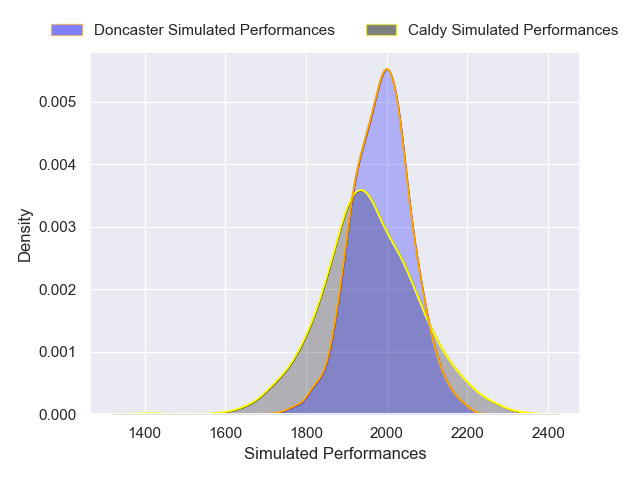 Doncaster Simulated Performances Caldy Simulated Performances
0.005
0.004
0.003
0.002
0.001
0.000
Density
1400 1600 1800 2000 2200 2400
Simulated Performances